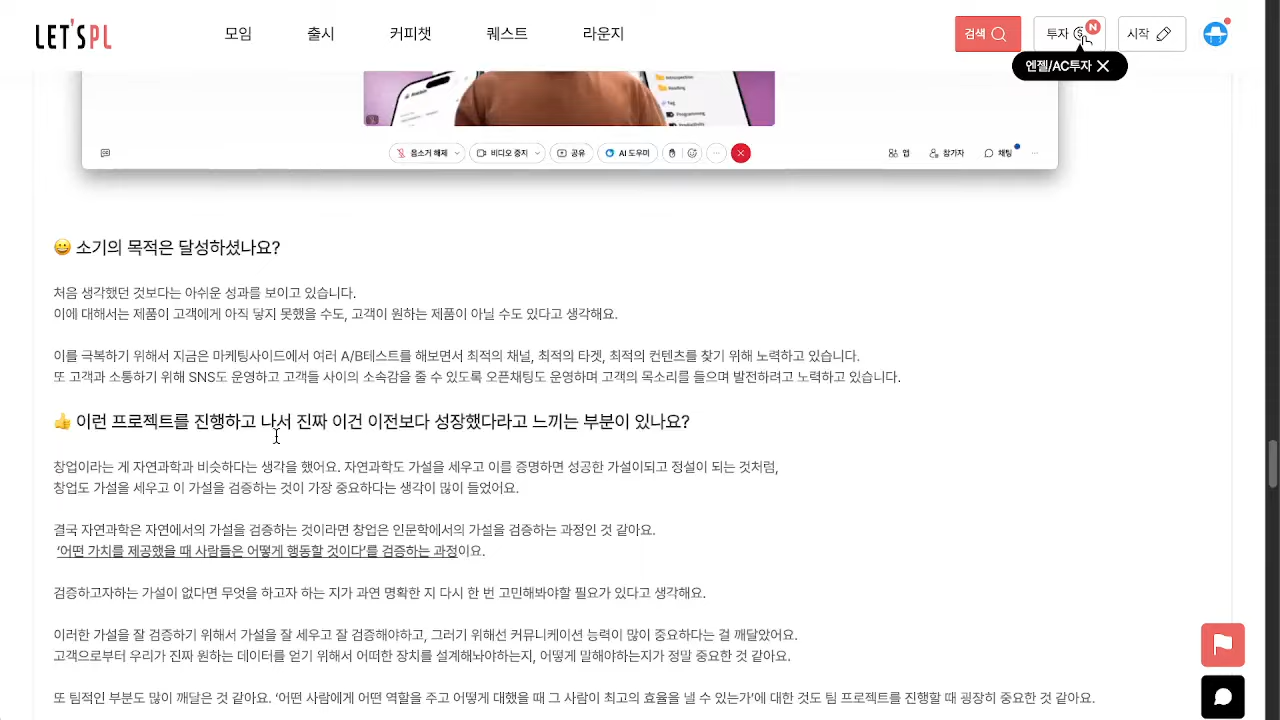 LET'SPL
모임
출시
커피챗
퀘스트
라운지
검색
투자 N
시작
엔젤/AC투자
Reading
Tag
Programming
음소거 해제
비디오 중지
공유
AI 도우미
앱
참가자
채팅
😀 소기의 목적은 달성하셨나요?
처음 생각했던 것보다는 아쉬운 성과를 보이고 있습니다.
이에 대해서는 제품이 고객에게 아직 닿지 못했을 수도, 고객이 원하는 제품이 아닐 수도 있다고 생각해요.
이를 극복하기 위해서 지금은 마케팅사이드에서 여러 A/B테스트를 해보면서 최적의 채널, 최적의 타겟, 최적의 컨텐츠를 찾기 위해 노력하고 있습니다.
또 고객과 소통하기 위해 SNS도 운영하고 고객들 사이의 소속감을 줄 수 있도록 오픈채팅도 운영하며 고객의 목소리를 들으며 발전하려고 노력하고 있습니다.
👍 이런 프로젝트를 진행하고 나서 진짜 이건 이전보다 성장했다라고 느끼는 부분이 있나요?
창업이라는 게 자연과학과 비슷하다는 생각을 했어요. 자연과학도 가설을 세우고 이를 증명하면 성공한 가설이되고 정설이 되는 것처럼,
창업도 가설을 세우고 이 가설을 검증하는 것이 가장 중요하다는 생각이 많이 들었어요.
결국 자연과학은 자연에서의 가설을 검증하는 것이라면 창업은 인문학에서의 가설을 검증하는 과정인 것 같아요.
‘어떤 가치를 제공했을 때 사람들은 어떻게 행동할 것이다’를 검증하는 과정이요.
검증하고자하는 가설이 없다면 무엇을 하고자 하는 지가 과연 명확한 지 다시 한 번 고민해봐야할 필요가 있다고 생각해요.
이러한 가설을 잘 검증하기 위해서 가설을 잘 세우고 잘 검증해야하고, 그러기 위해선 커뮤니케이션 능력이 많이 중요하다는 걸 깨달았어요.
고객으로부터 우리가 진짜 원하는 데이터를 얻기 위해서 어떠한 장치를 설계해놔야하는지, 어떻게 말해야하는지가 정말 중요한 것 같아요.
또 팀적인 부분도 많이 깨달은 것 같아요. ‘어떤 사람에게 어떤 역할을 주고 어떻게 대했을 때 그 사람이 최고의 효율을 낼 수 있는가’에 대한 것도 팀 프로젝트를 진행할 때 굉장히 중요한 것 같아요.